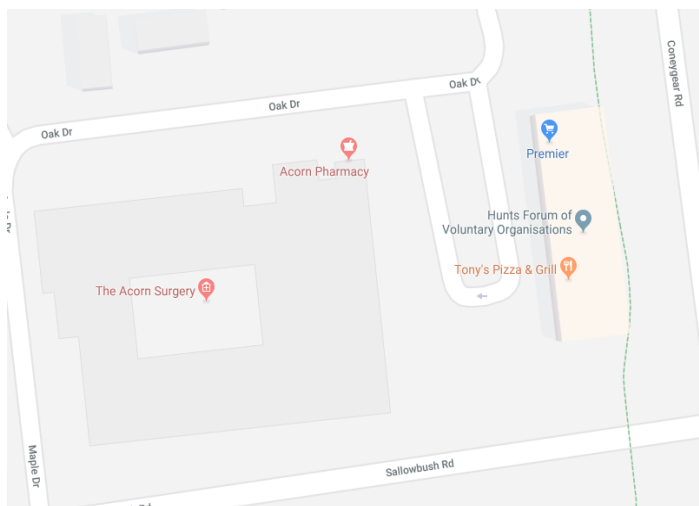 Coneygear Rd
Oak Dr
Oak Dr
Oak Dr
Premier
Acorn Pharmacy
Hunts Forum of
Voluntary Organisations
Tony's Pizza & Grill
The Acorn Surgery
Maple Dr
Sallowbush Rd
Rd